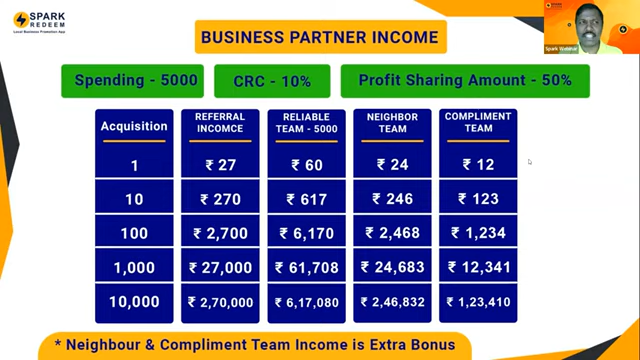 SPARK
REDEEM
Local Business Promotion App
BUSINESS PARTNER INCOME
Spark Webinar
Spending - 5000 CRC - 10% Profit Sharing Amount - 50%
Acquisition REFERRAL INCOMCE RELIABLE TEAM - 5000 NEIGHBOR TEAM COMPLIMENT TEAM
1 ₹ 27 ₹ 60 ₹ 24 ₹ 12
10 ₹ 270 ₹ 617 ₹ 246 ₹ 123
100 ₹ 2,700 ₹ 6,170 ₹ 2,468 ₹ 1,234
1,000 ₹ 27,000 ₹ 61,708 ₹ 24,683 ₹ 12,341
10,000 ₹ 2,70,000 ₹ 6,17,080 ₹ 2,46,832 ₹ 1,23,410
* Neighbour & Compliment Team Income is Extra Bonus